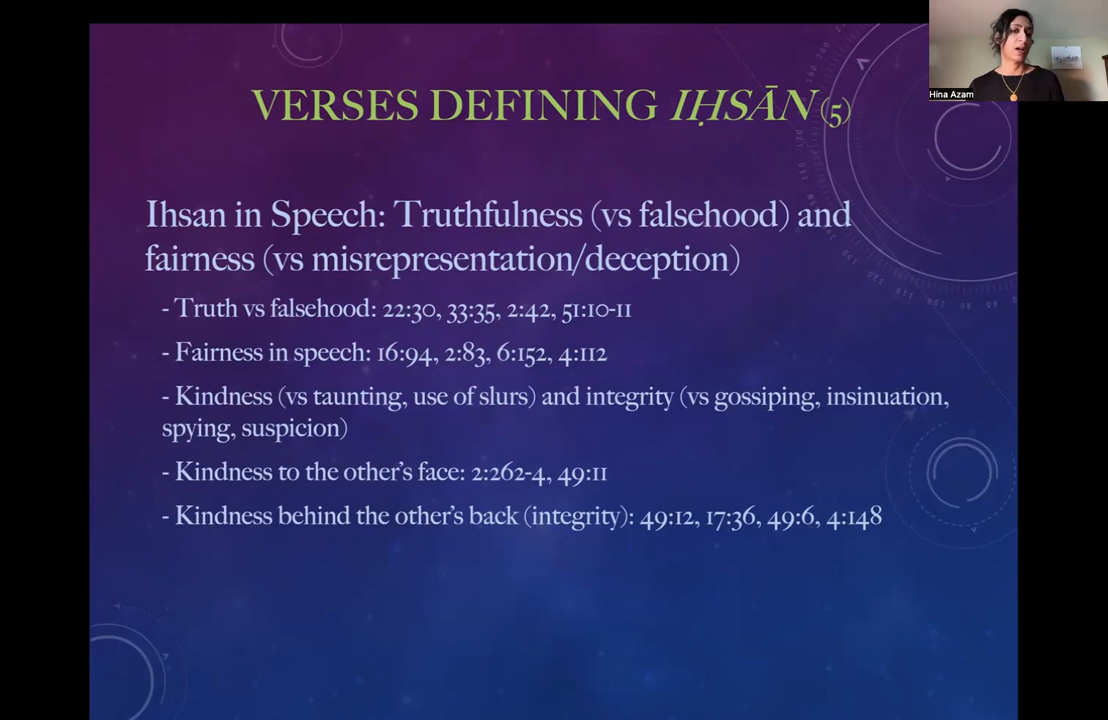 Hina Azam
VERSES DEFINING IḤSĀN (5)
Ihsan in Speech: Truthfulness (vs falsehood) and
fairness (vs misrepresentation/deception)
- Truth vs falsehood: 22:30, 33:35, 2:42, 51:10-11
- Fairness in speech: 16:94, 2:83, 6:152, 4:112
- Kindness (vs taunting, use of slurs) and integrity (vs gossiping, insinuation,
spying, suspicion)
- Kindness to the other's face: 2:262-4, 49:11
- Kindness behind the other's back (integrity): 49:12, 17:36, 49:6, 4:148